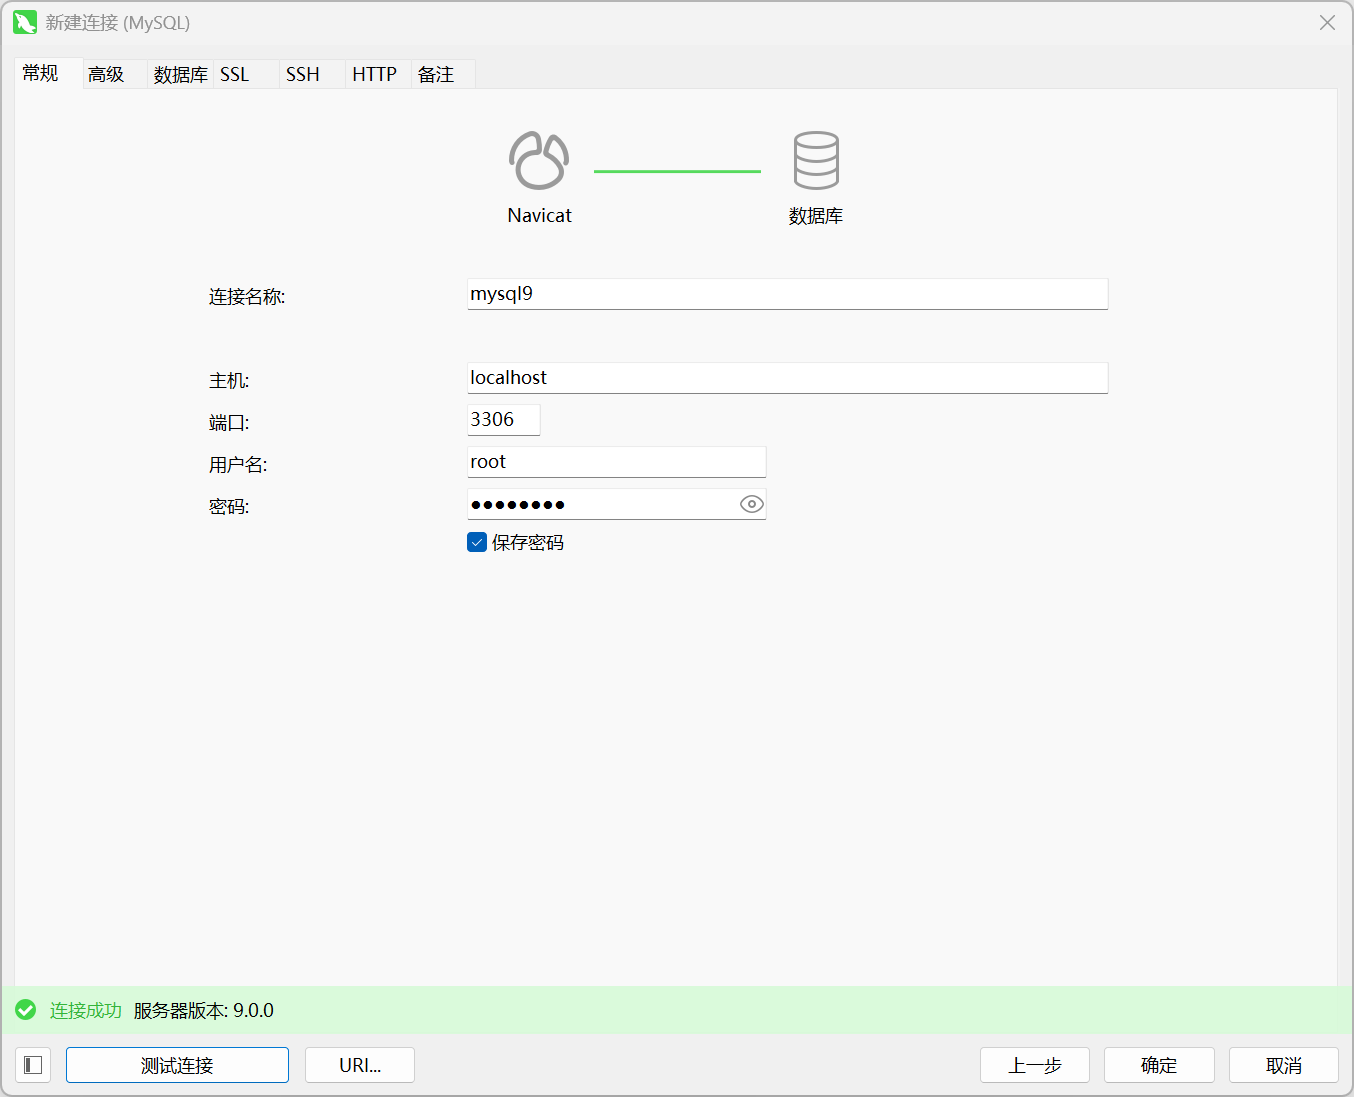 新建连接 (MySQL)
常规 高级 数据库 SSL SSH HTTP 备注
Navicat 数据库
连接名称: mysql9
主机: localhost
端口: 3306
用户名: root
密码: ●●●●●●●●
保存密码
连接成功 服务器版本: 9.0.0
测试连接 URI... 上一步 确定 取消